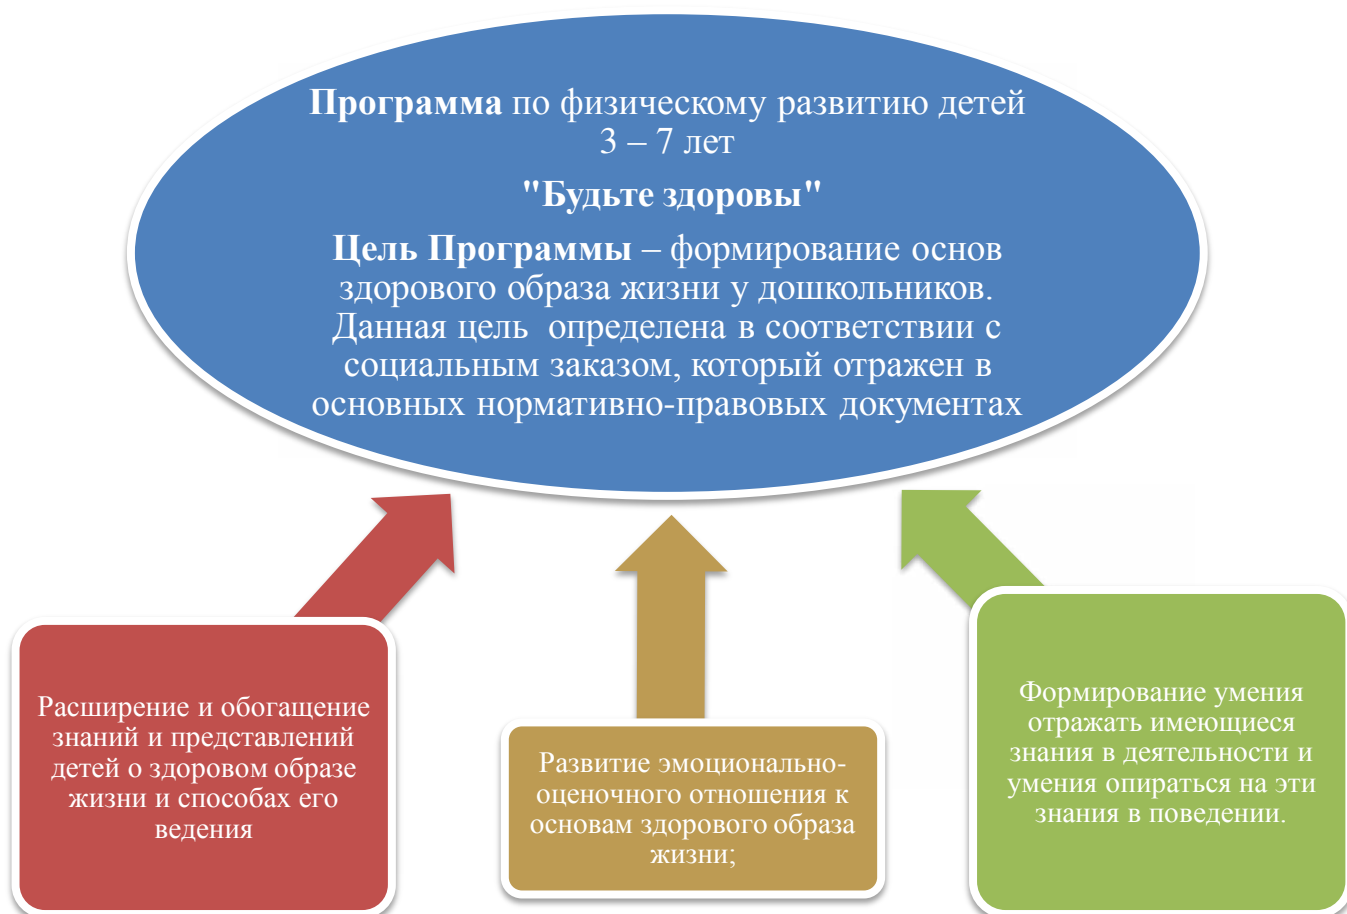 Программа по физическому развитию детей
3 – 7 лет
"Будьте здоровы"
Цель Программы – формирование основ
здорового образа жизни у дошкольников.
Данная цель  определена в соответствии с
социальным заказом, который отражен в
основных нормативно-правовых документах
Расширение и обогащение
знаний и представлений
детей о здоровом образе
жизни и способах его
ведения
Развитие эмоционально-
оценочного отношения к
основам здорового образа
жизни;
Формирование умения
отражать имеющиеся
знания в деятельности и
умения опираться на эти
знания в поведении.